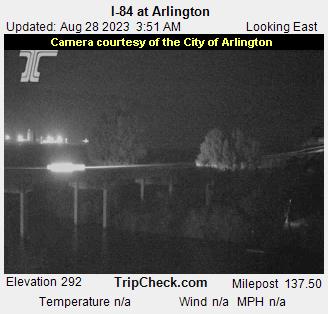 I-84 at Arlington
Updated: Aug 28 2023 3:51 AM Looking East
Camera courtesy of the City of Arlington
Elevation 292 TripCheck.com Milepost 137.50
Temperature n/a Wind n/a MPH n/a